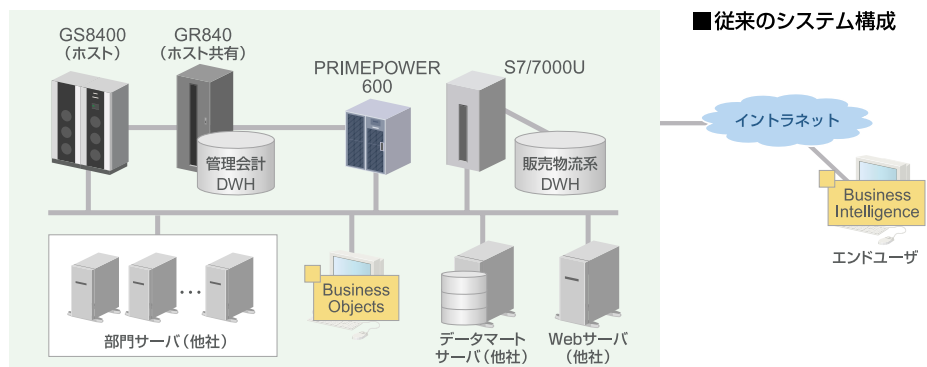 ■従来のシステム構成
GS8400
（ホスト）
GR840
（ホスト共有）
PRIMEPOWER
600
S7/7000U
管理会計
DWH
販売物流系
DWH
イントラネット
Business
Intelligence
エンドユーザ
…
部門サーバ（他社）
Business
Objects
データマート
サーバ（他社）
Webサーバ
（他社）